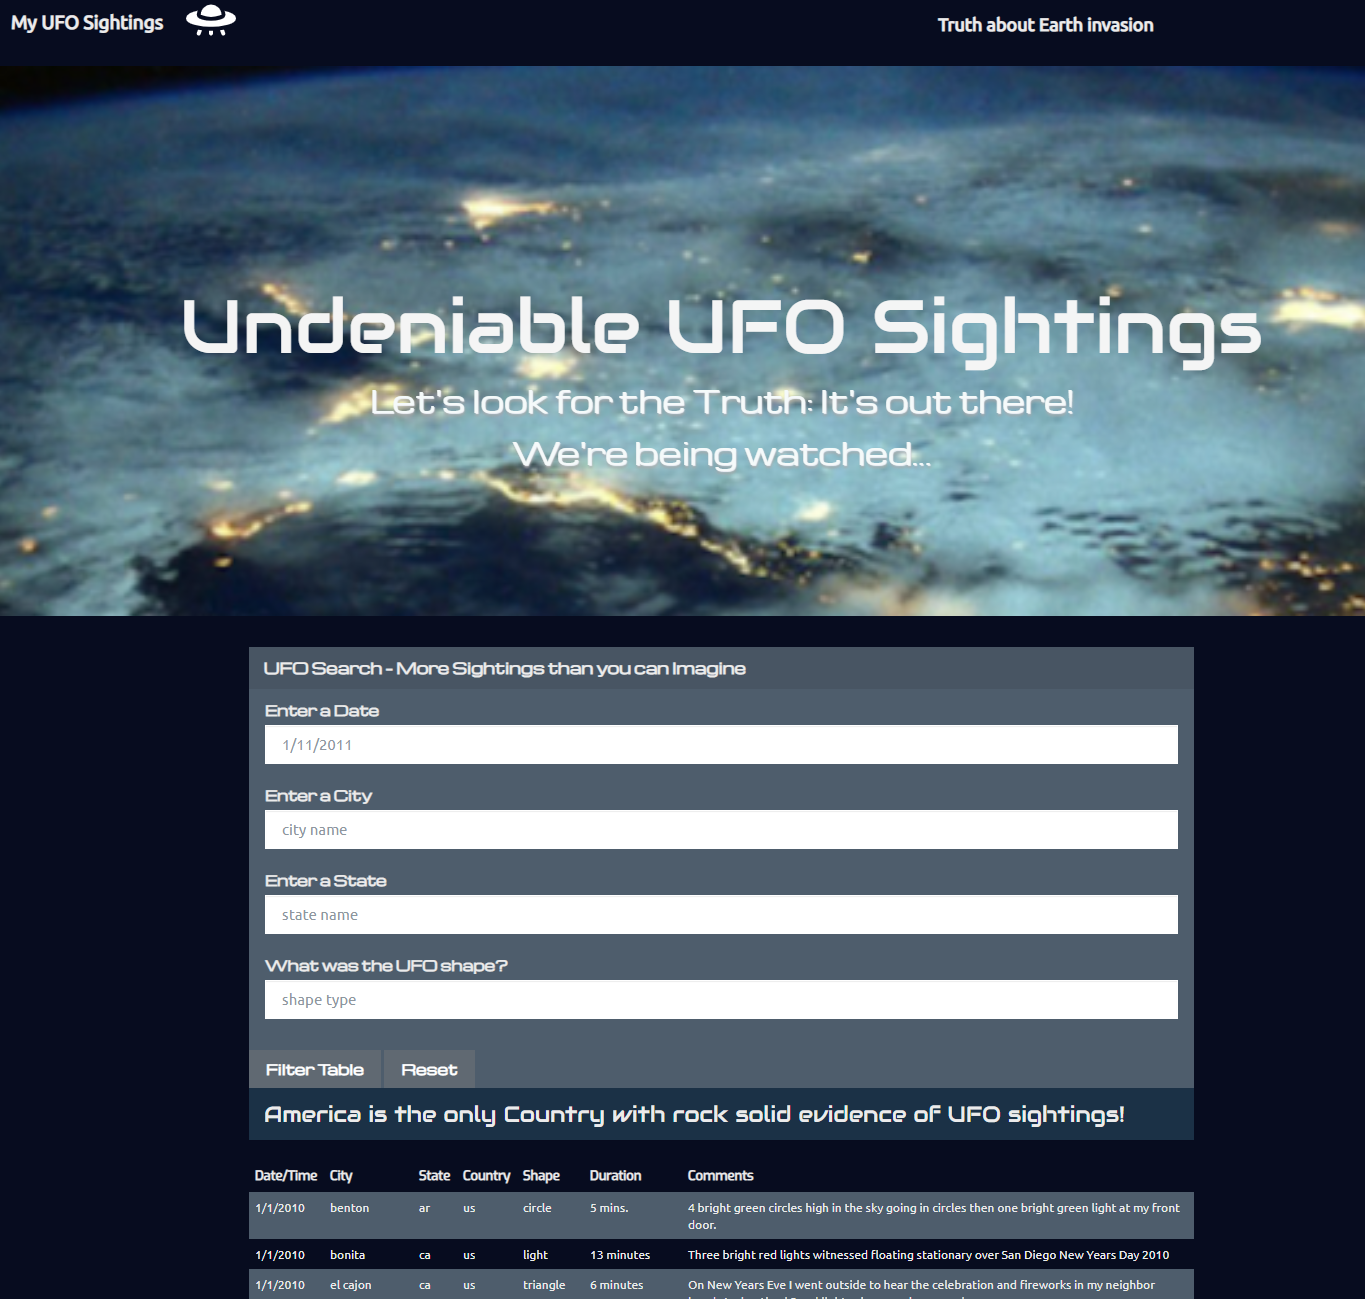 My UFO Sightings
Truth about Earth invasion
Undeniable UFO Sightings
Let's look for the Truth: It's out there!
We're being watched...
UFO Search - More Sightings than you can Imagine
Enter a Date
1/11/2011
Enter a City
city name
Enter a State
state name
What was the UFO shape?
shape type
Filter Table Reset
America is the only Country with rock solid evidence of UFO sightings!
Date/Time City State Country Shape Duration Comments
1/1/2010 benton ar us circle 5 mins. 4 bright green circles high in the sky going in circles then one bright green light at my front
door.
1/1/2010 bonita ca us light 13 minutes Three bright red lights witnessed floating stationary over San Diego New Years Day 2010
1/1/2010 el cajon ca us triangle 6 minutes On New Years Eve I went outside to hear the celebration and fireworks in my neighbor